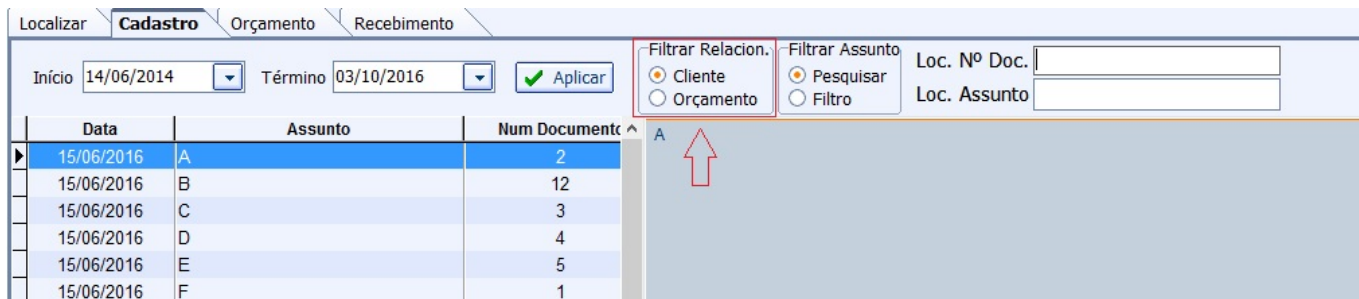 Localizar Cadastro Orçamento Recebimento
Início 14/06/2014 Término 03/10/2016 Aplicar
Filtrar Relacion.
Cliente
Orçamento
Filtrar Assunto
Pesquisar
Filtro
Loc. Nº Doc.
Loc. Assunto
Data Assunto Num Documento
15/06/2016 A 2
15/06/2016 B 12
15/06/2016 C 3
15/06/2016 D 4
15/06/2016 E 5
15/06/2016 F 1
A